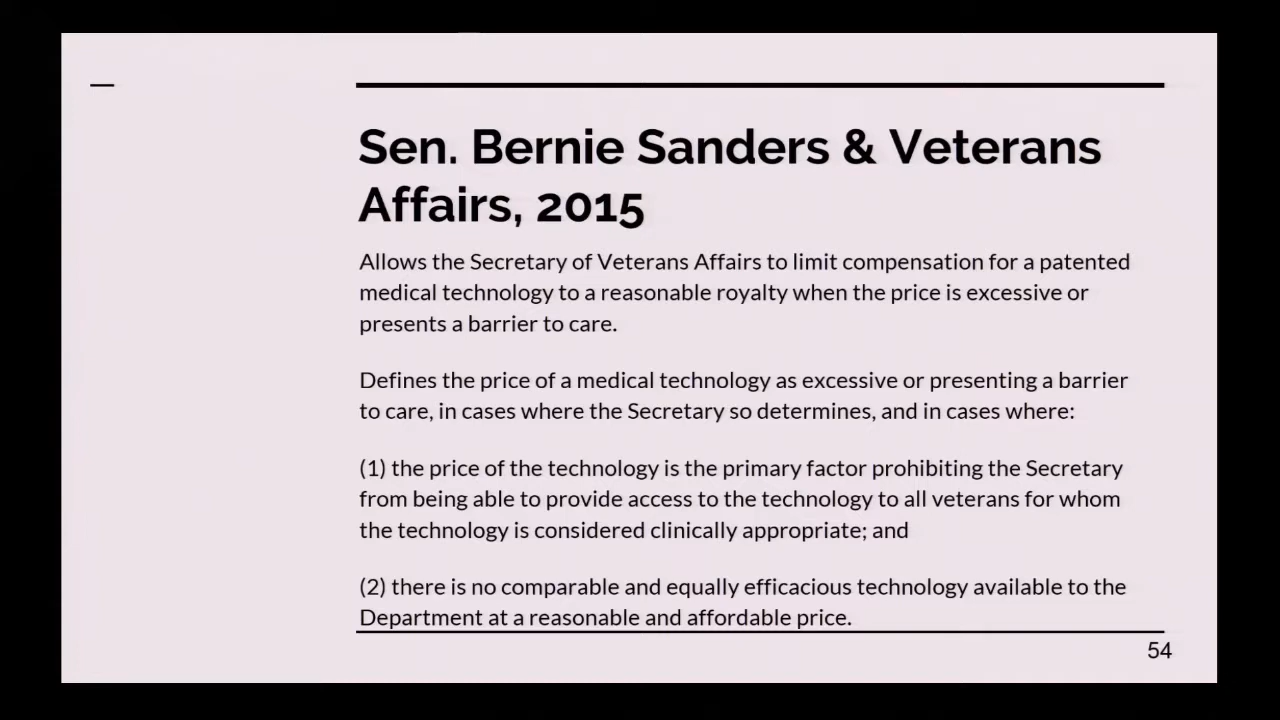 Sen. Bernie Sanders & Veterans
Affairs, 2015
Allows the Secretary of Veterans Affairs to limit compensation for a patented
medical technology to a reasonable royalty when the price is excessive or
presents a barrier to care.
Defines the price of a medical technology as excessive or presenting a barrier
to care, in cases where the Secretary so determines, and in cases where:
(1) the price of the technology is the primary factor prohibiting the Secretary
from being able to provide access to the technology to all veterans for whom
the technology is considered clinically appropriate; and
(2) there is no comparable and equally efficacious technology available to the
Department at a reasonable and affordable price.
54